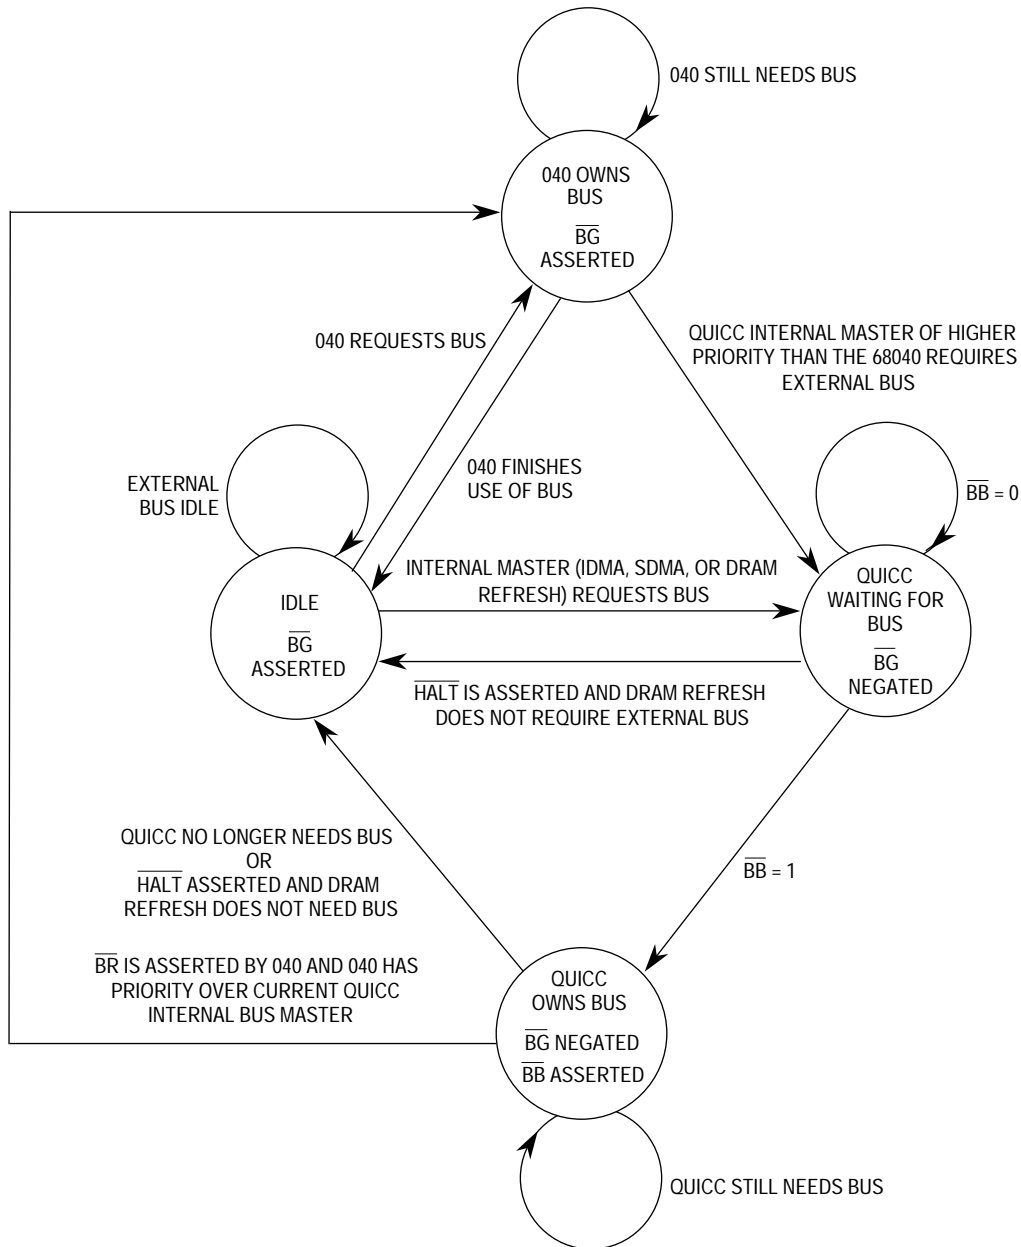 040 STILL NEEDS BUS
040 OWNS
BUS
BG
ASSERTED
040 REQUESTS BUS
QUICC INTERNAL MASTER OF HIGHER
PRIORITY THAN THE 68040 REQUIRES
EXTERNAL BUS
040 FINISHES
USE OF BUS
EXTERNAL
BUS IDLE
BB = 0
INTERNAL MASTER (IDMA, SDMA, OR DRAM
REFRESH) REQUESTS BUS
IDLE
BG
ASSERTED
QUICC
WAITING FOR
BUS
BG
NEGATED
HALT IS ASSERTED AND DRAM REFRESH
DOES NOT REQUIRE EXTERNAL BUS
QUICC NO LONGER NEEDS BUS
OR
HALT ASSERTED AND DRAM
REFRESH DOES NOT NEED BUS
BB = 1
BR IS ASSERTED BY 040 AND 040 HAS
PRIORITY OVER CURRENT QUICC
INTERNAL BUS MASTER
QUICC
OWNS BUS
BG NEGATED
BB ASSERTED
QUICC STILL NEEDS BUS